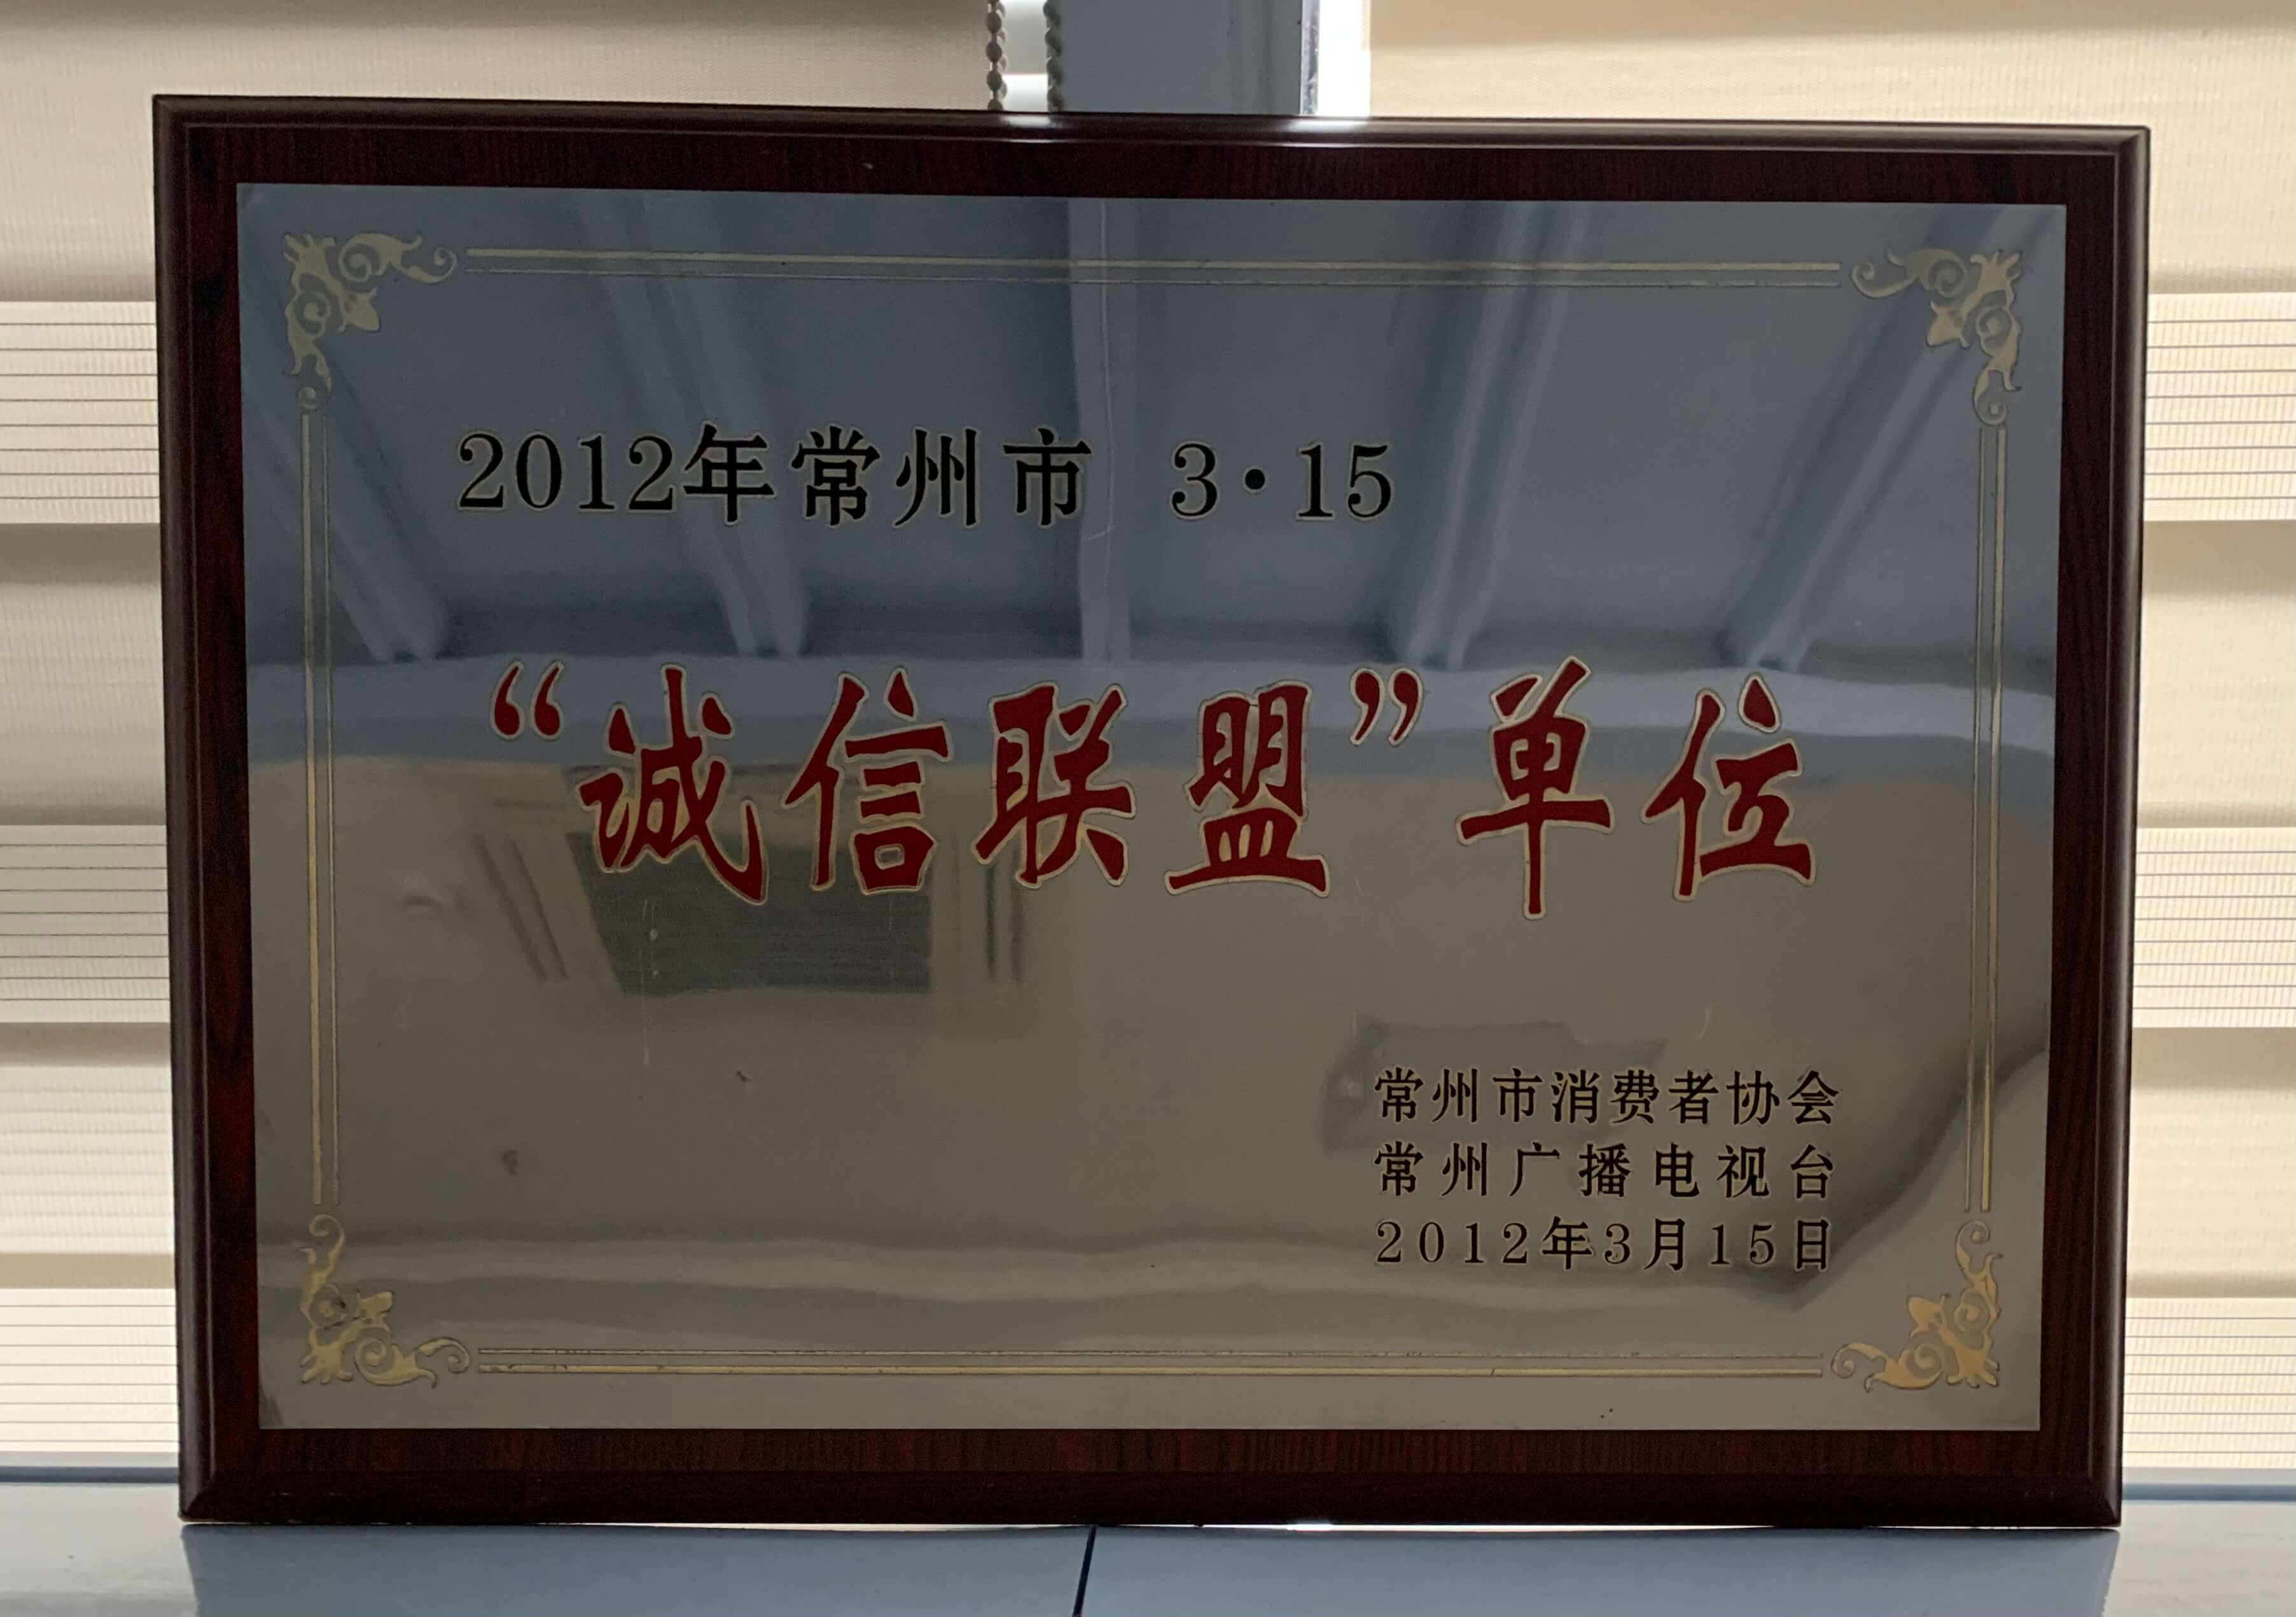 2012年常州市 3·15
“诚信联盟”单位
常州市消费者协会
常州广播电视台
2012年3月15日